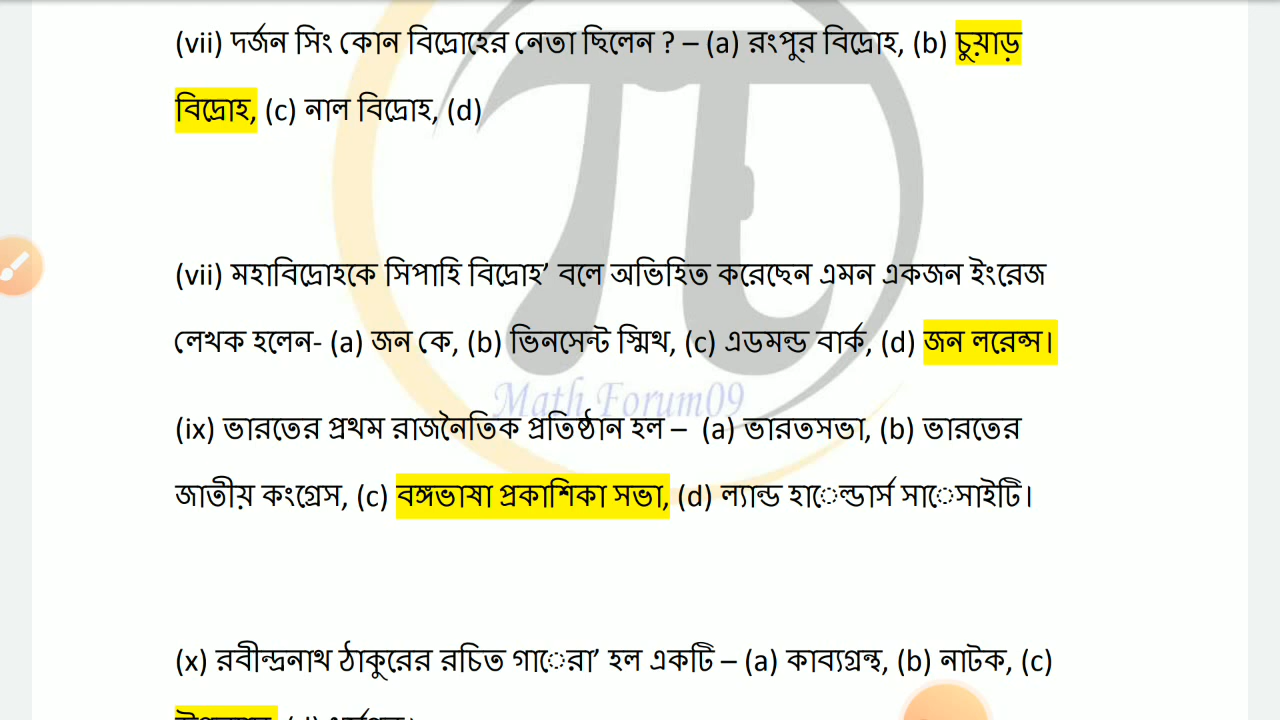 (vii) দর্জন সিং কোন বিদ্রোহের নেতা ছিলেন ? – (a) রংপুর বিদ্রোহ, (b) চুয়াড়
বিদ্রোহ, (c) নাল বিদ্রোহ, (d)
(vii) মহাবিদ্রোহকে সিপাহি বিদ্রোহ’ বলে অভিহিত করেছেন এমন একজন ইংরেজ
লেখক হলেন- (a) জন কে, (b) ভিনসেন্ট স্মিথ, (c) এডমন্ড বার্ক, (d) জন লরেন্স।
Math Forum09
(ix) ভারতের প্রথম রাজনৈতিক প্রতিষ্ঠান হল – (a) ভারতসভা, (b) ভারতের
জাতীয় কংগ্রেস, (c) বঙ্গভাষা প্রকাশিকা সভা, (d) ল্যান্ড হােল্ডার্স সােসাইটি।
(x) রবীন্দ্রনাথ ঠাকুরের রচিত গােরা’ হল একটি – (a) কাব্যগ্রন্থ, (b) নাটক, (c)